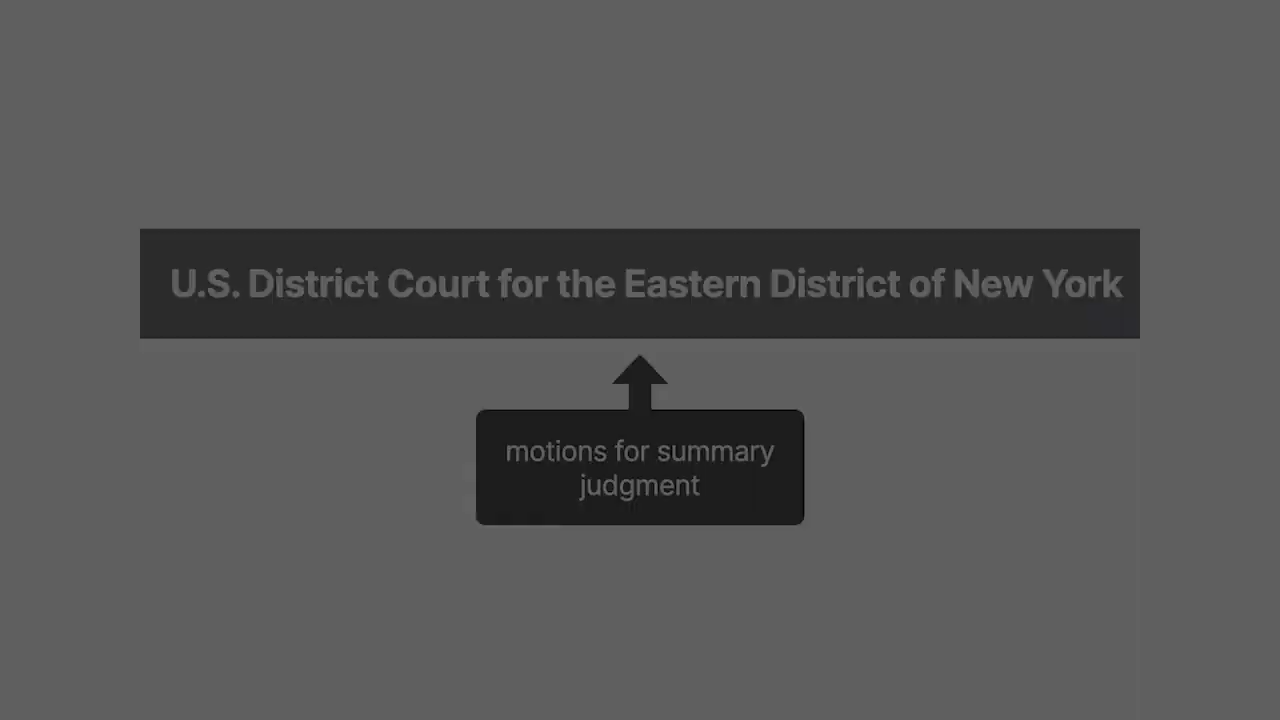 U.S. District Court for the Eastern District of New York
motions for summary
judgment